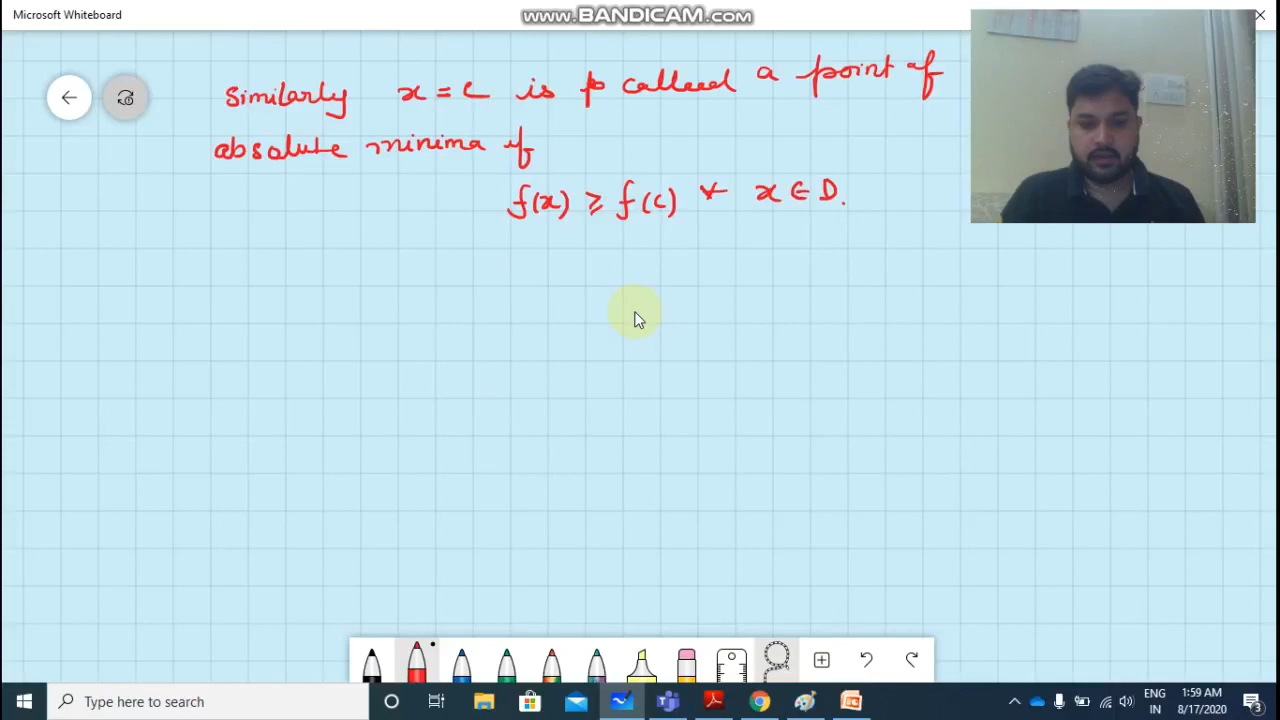 Microsoft Whiteboard
www.BANDICAM.com
Similarly x = c is p called a point of
absolute minima if
f(x) ⩾ f(c) ∀ x ∈ D.
Type here to search
ENG
IN
1:59 AM
8/17/2020
3